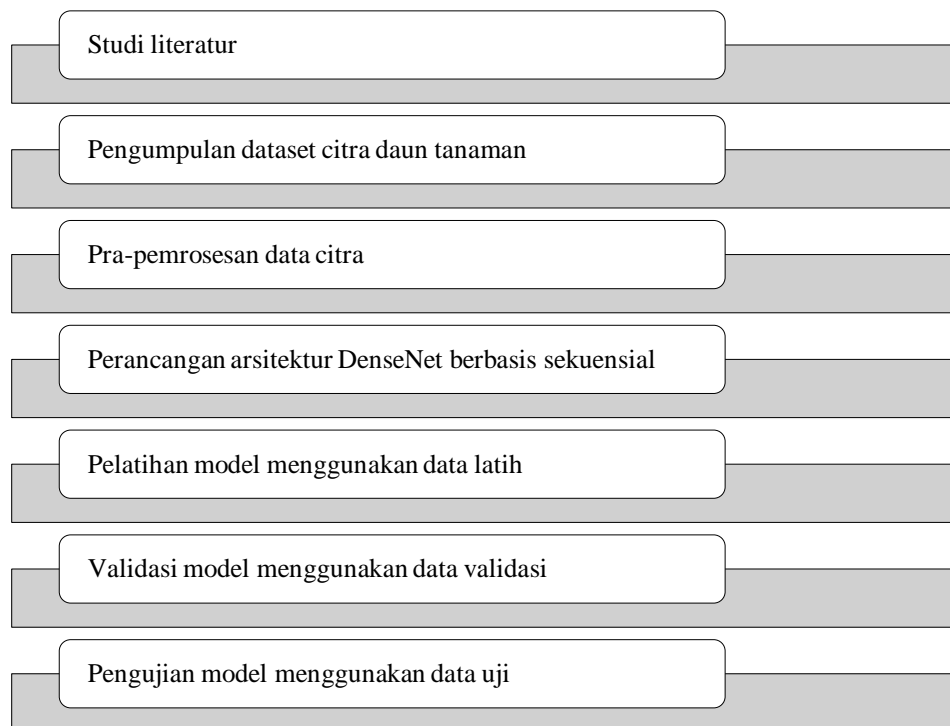 Studi literatur
Pengumpulan dataset citra daun tanaman
Pra-pemrosesan data citra
Perancangan arsitektur DenseNet berbasis sekuensial
Pelatihan model menggunakan data latih
Validasi model menggunakan data validasi
Pengujian model menggunakan data uji